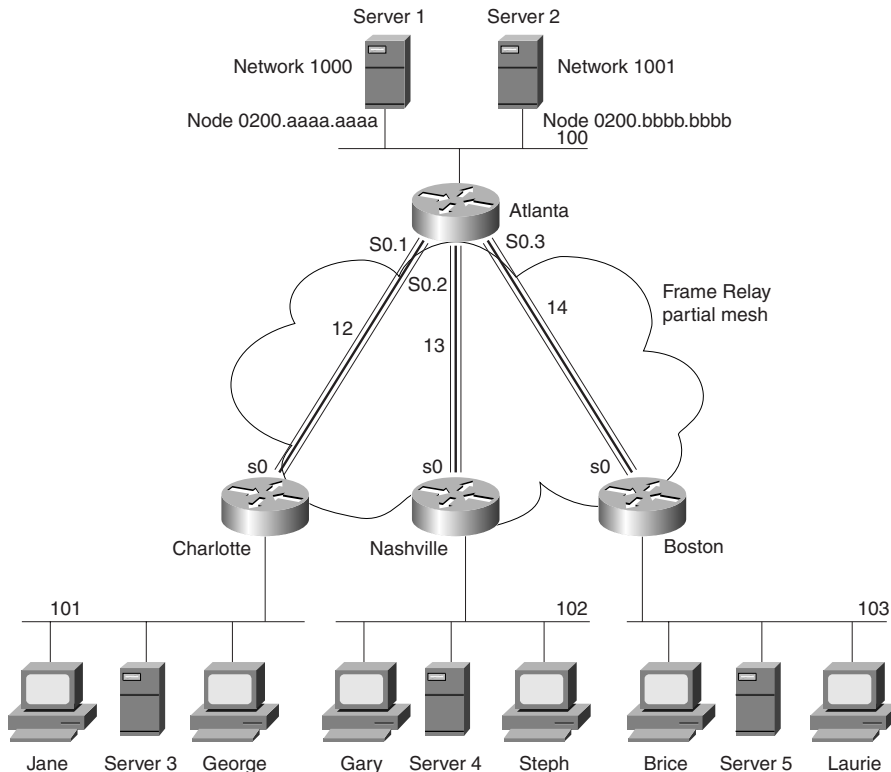 Server 1
Server 2
Network 1000
Network 1001
Node 0200.aaaa.aaaa
Node 0200.bbbb.bbbb
100
Atlanta
S0.1
S0.3
S0.2
Frame Relay
partial mesh
12
13
14
s0
s0
s0
Charlotte
Nashville
Boston
101
102
103
Jane
Server 3
George
Gary
Server 4
Steph
Brice
Server 5
Laurie